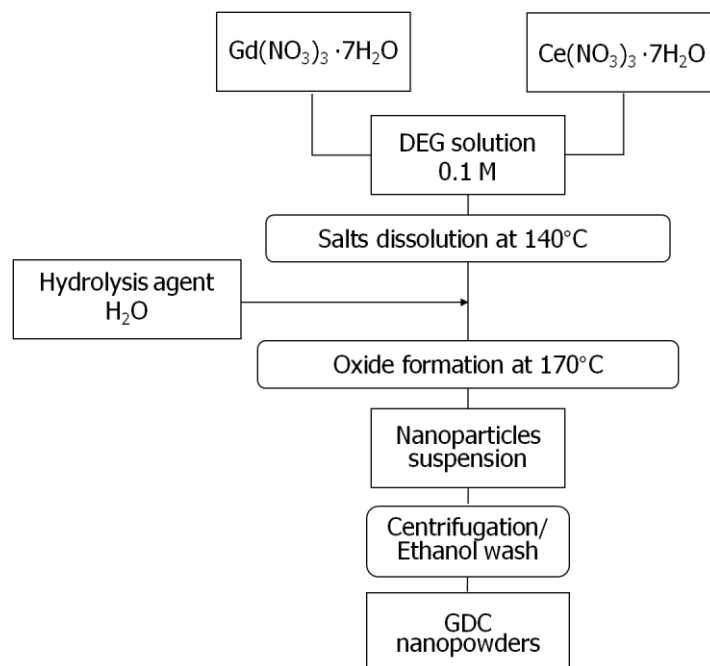 Gd(NO₃)₃ ·7H₂O
Ce(NO₃)₃ ·7H₂O
DEG solution
0.1 M
Salts dissolution at 140°C
Hydrolysis agent
H₂O
Oxide formation at 170°C
Nanoparticles
suspension
Centrifugation/
Ethanol wash
GDC
nanopowders